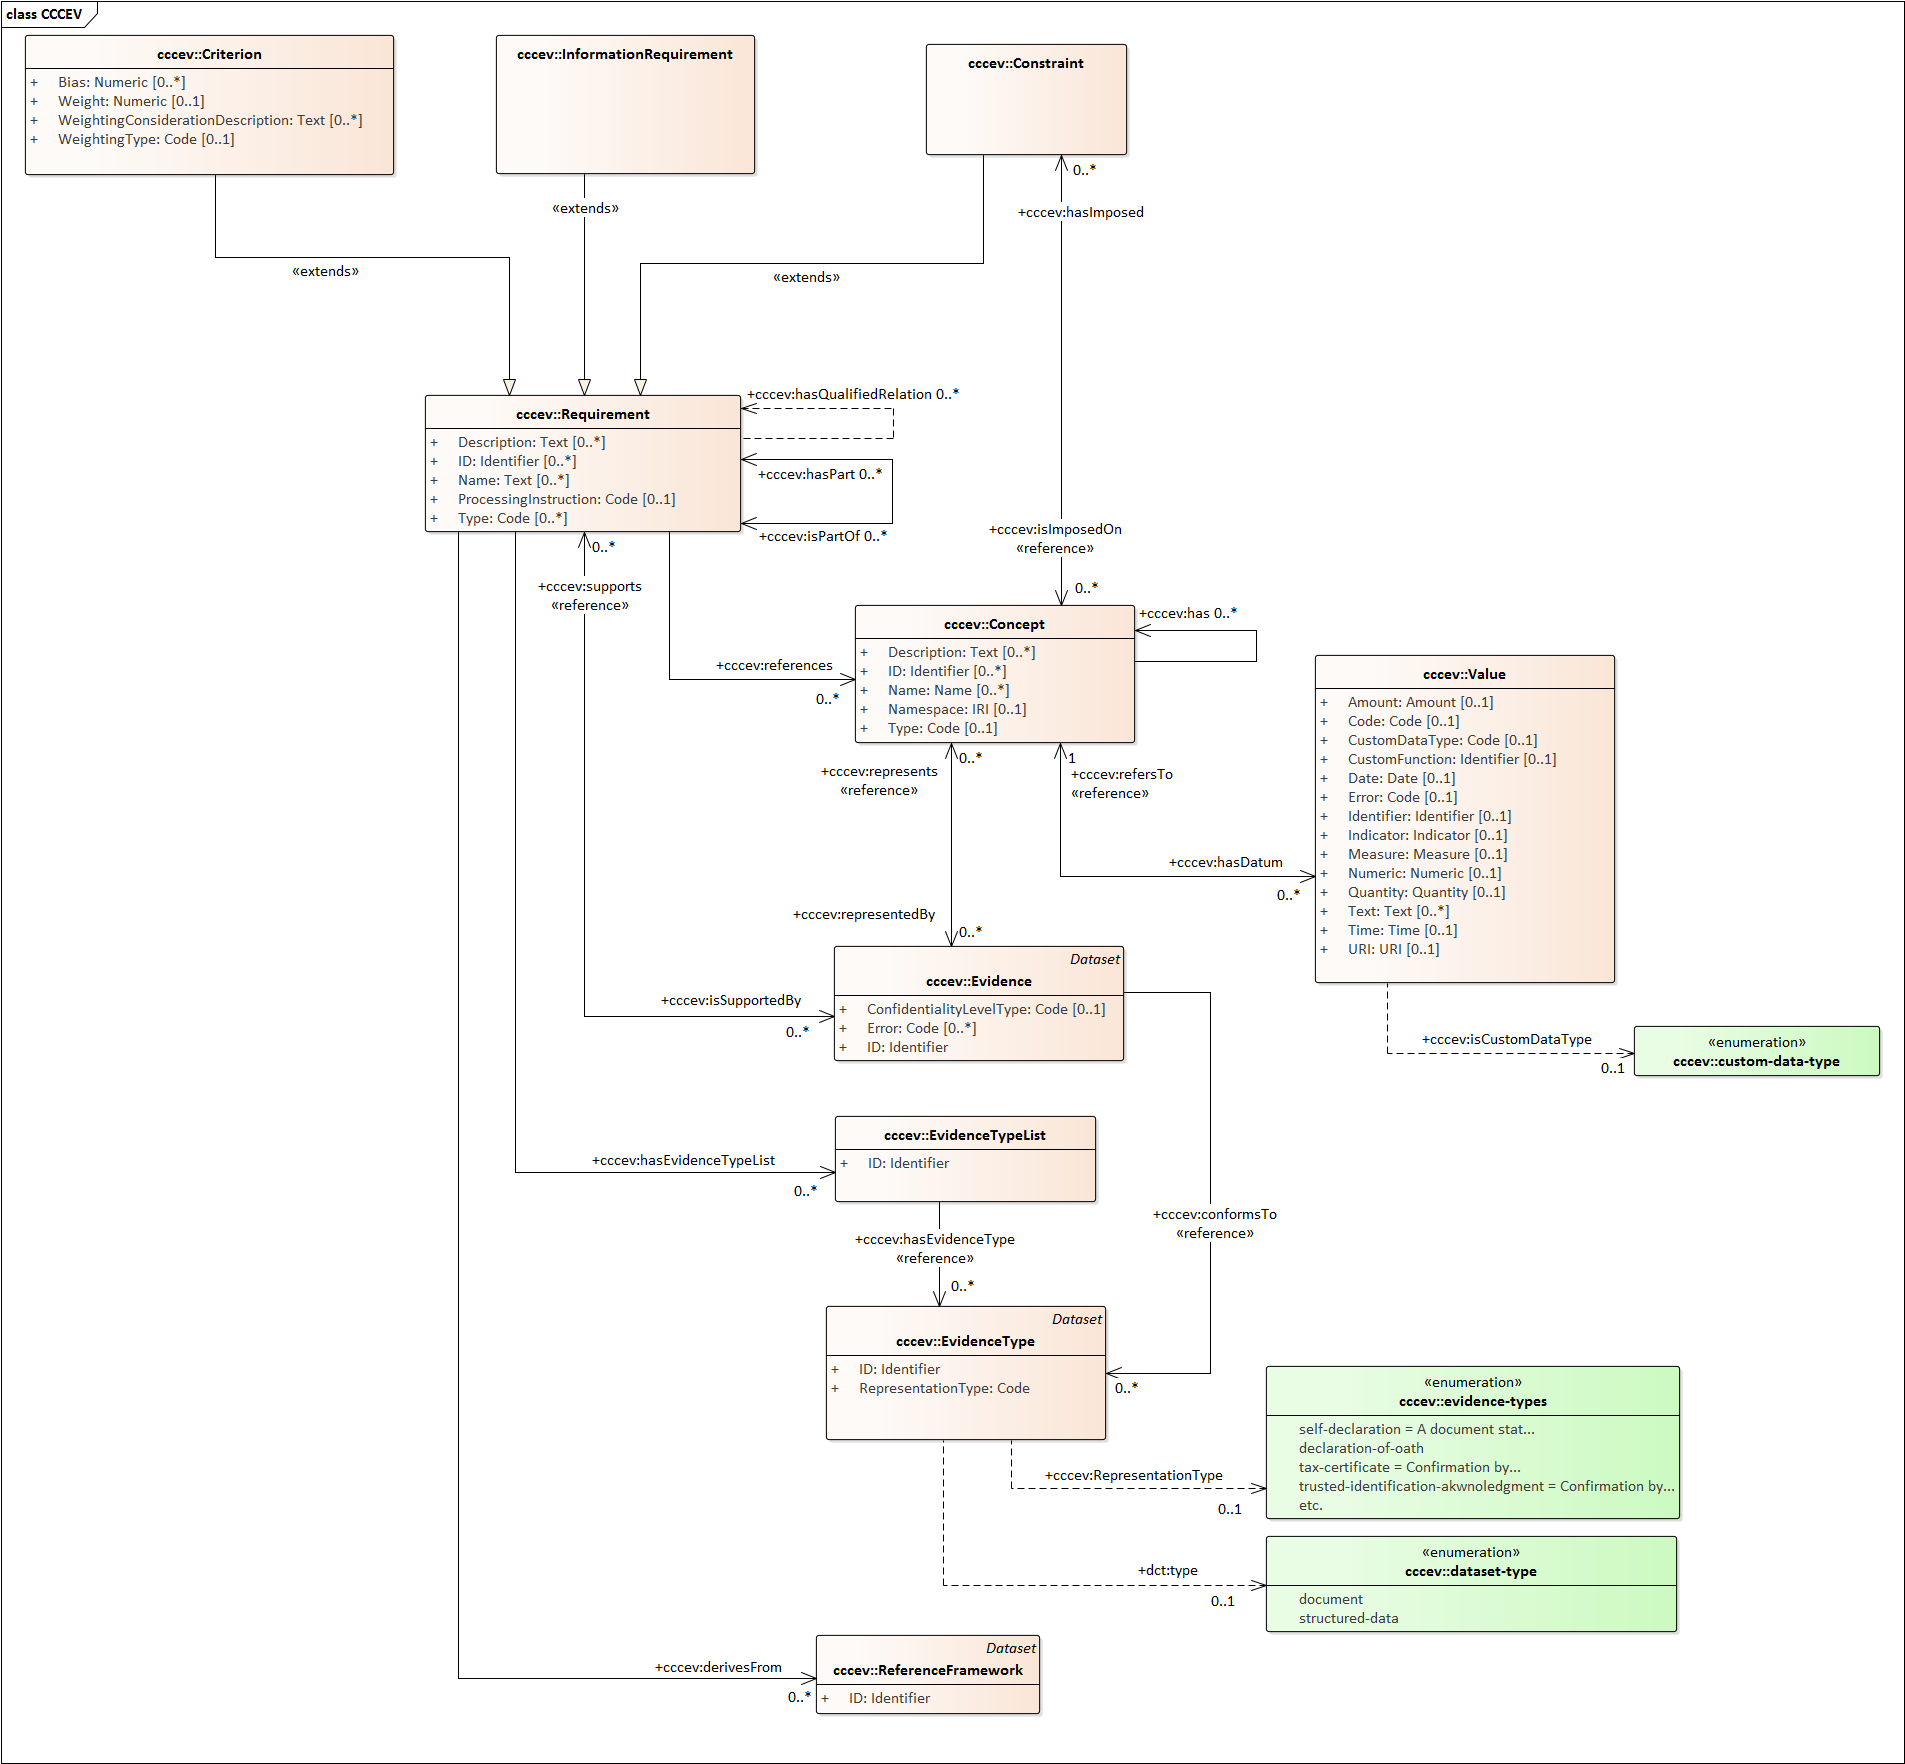 class CCCEV
cccev::Criterion
+ Bias: Numeric [0..*]
+ Weight: Numeric [0..1]
+ WeightingConsiderationDescription: Text [0..*]
+ WeightingType: Code [0..1]
cccev::InformationRequirement
cccev::Constraint
0..*
+cccev:hasImposed
«extends»
«extends»
«extends»
cccev::Requirement
+ Description: Text [0..*]
+ ID: Identifier [0..*]
+ Name: Text [0..*]
+ ProcessingInstruction: Code [0..1]
+ Type: Code [0..*]
+cccev:hasQualifiedRelation 0..*
+cccev:hasPart 0..*
+cccev:isPartOf 0..*
0..*
+cccev:supports
«reference»
+cccev:isImposedOn
«reference»
0..*
cccev::Concept
+ Description: Text [0..*]
+ ID: Identifier [0..*]
+ Name: Name [0..*]
+ Namespace: IRI [0..1]
+ Type: Code [0..1]
+cccev:has 0..*
+cccev:references
0..*
cccev::Value
+ Amount: Amount [0..1]
+ Code: Code [0..1]
+ CustomDataType: Code [0..1]
+ CustomFunction: Identifier [0..1]
+ Date: Date [0..1]
+ Error: Code [0..1]
+ Identifier: Identifier [0..1]
+ Indicator: Indicator [0..1]
+ Measure: Measure [0..1]
+ Numeric: Numeric [0..1]
+ Quantity: Quantity [0..1]
+ Text: Text [0..*]
+ Time: Time [0..1]
+ URI: URI [0..1]
0..*
+cccev:represents
«reference»
1
+cccev:refersTo
«reference»
+cccev:hasDatum
0..*
+cccev:representedBy
0..*
Dataset
cccev::Evidence
+ ConfidentialityLevelType: Code [0..1]
+ Error: Code [0..*]
+ ID: Identifier
+cccev:isSupportedBy
0..*
+cccev:isCustomDataType
0..1
«enumeration»
cccev::custom-data-type
cccev::EvidenceTypeList
+ ID: Identifier
+cccev:hasEvidenceTypeList
0..*
+cccev:conformsTo
«reference»
+cccev:hasEvidenceType
«reference»
0..*
Dataset
cccev::EvidenceType
+ ID: Identifier
+ RepresentationType: Code
0..*
«enumeration»
cccev::evidence-types
self-declaration = A document stat...
declaration-of-oath
tax-certificate = Confirmation by...
trusted-identification-akwnoledgment = Confirmation by...
etc.
+cccev:RepresentationType
0..1
«enumeration»
cccev::dataset-type
document
structured-data
+dct:type
0..1
Dataset
cccev::ReferenceFramework
+ ID: Identifier
+cccev:derivesFrom
0..*